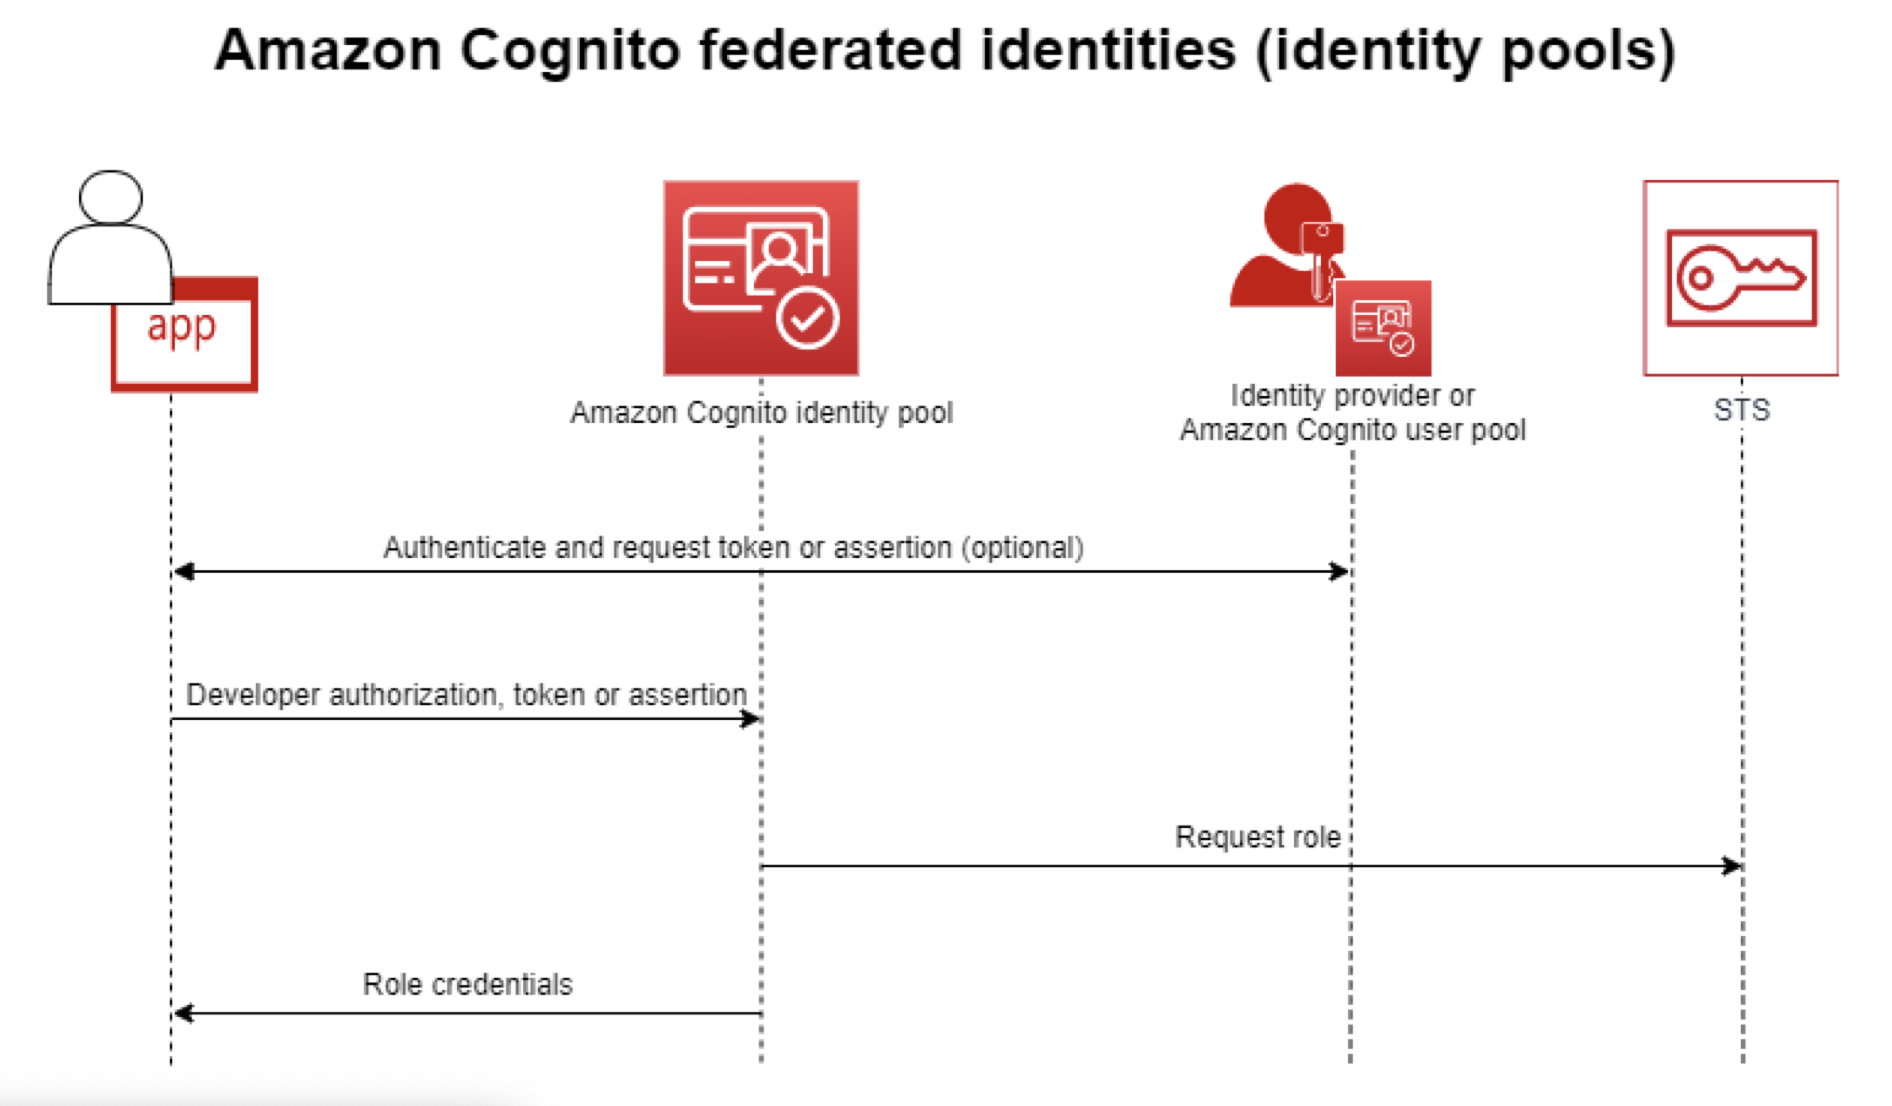 Amazon Cognito federated identities (identity pools)
app
Amazon Cognito identity pool
Identity provider or
Amazon Cognito user pool
STS
Authenticate and request token or assertion (optional)
Developer authorization, token or assertion
Request role
Role credentials